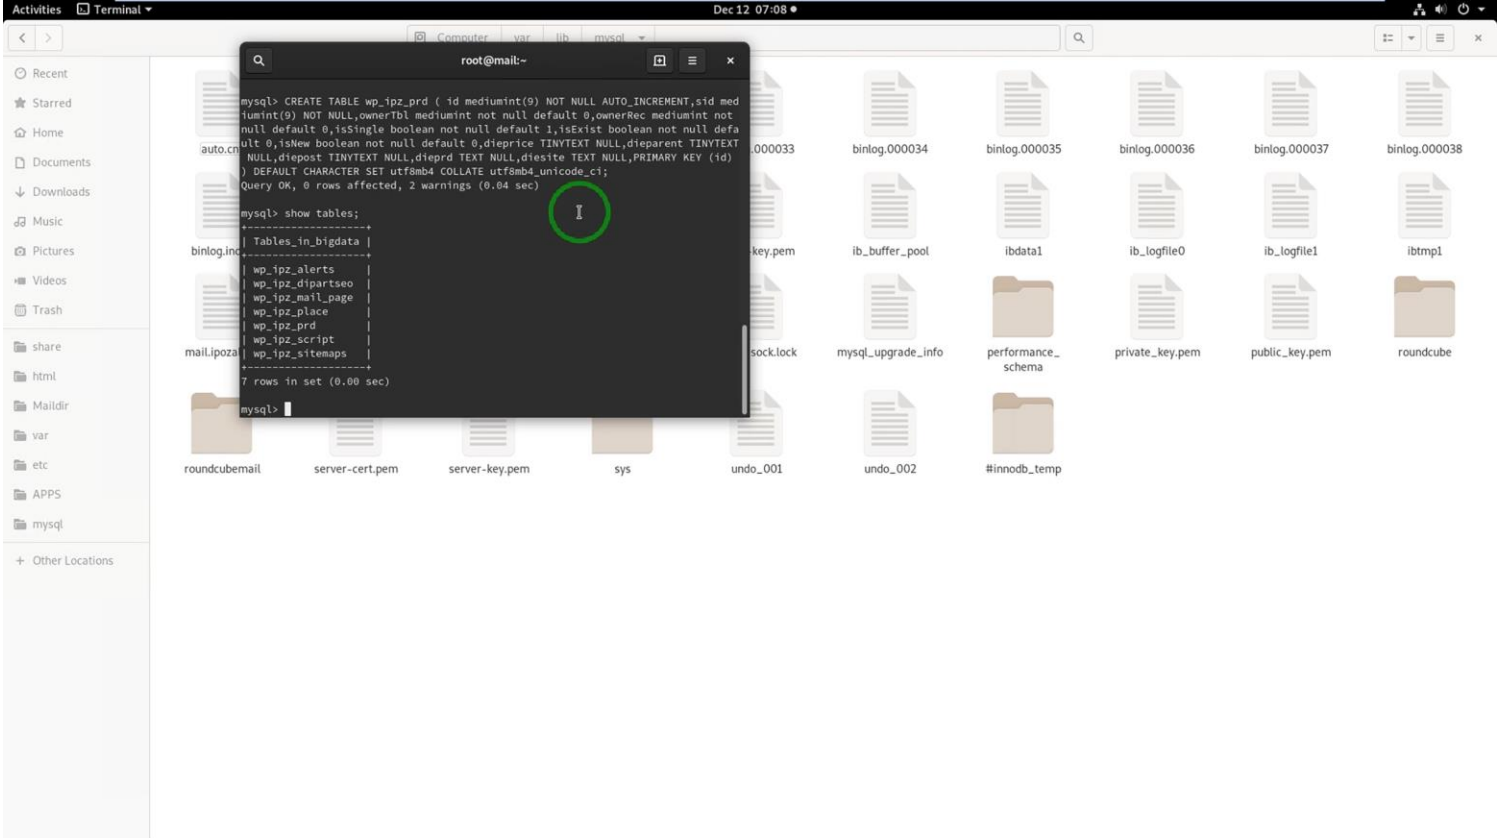 Activities
Terminal
Dec 12 07:08
Computer var lib mysql
root@mail:~
Recent
Starred
Home
Documents
Downloads
Music
Pictures
Videos
Trash
share
html
Maildir
var
etc
APPS
mysql
+ Other Locations
mysql> CREATE TABLE wp_ipz_prd ( id mediumint(9) NOT NULL AUTO_INCREMENT,sid med
iumint(9) NOT NULL,ownerTbl mediumint not null default 0,ownerRec mediumint not
null default 0,isSingle boolean not null default 1,isExist boolean not null defa
ult 0,isNew boolean not null default 0,dieprice TINYTEXT NULL,dieparent TINYTEXT
NULL,diepost TINYTEXT NULL,dieprd TEXT NULL,diesite TEXT NULL,PRIMARY KEY (id)
) DEFAULT CHARACTER SET utf8mb4 COLLATE utf8mb4_unicode_ci;
Query OK, 0 rows affected, 2 warnings (0.04 sec)
mysql> show tables;
+-------------------+
| Tables_in_bigdata |
+-------------------+
| wp_ipz_alerts |
| wp_ipz_dipartseo |
| wp_ipz_mail_page |
| wp_ipz_place |
| wp_ipz_prd |
| wp_ipz_script |
| wp_ipz_sitemaps |
+-------------------+
7 rows in set (0.00 sec)
mysql>
auto.cn
.000033
binlog.000034
binlog.000035
binlog.000036
binlog.000037
binlog.000038
binlog.ind
-key.pem
ib_buffer_pool
ibdata1
ib_logfile0
ib_logfile1
ibtmp1
mail.ipoza
sock.lock
mysql_upgrade_info
performance_
schema
private_key.pem
public_key.pem
roundcube
roundcubemail
server-cert.pem
server-key.pem
sys
undo_001
undo_002
#innodb_temp